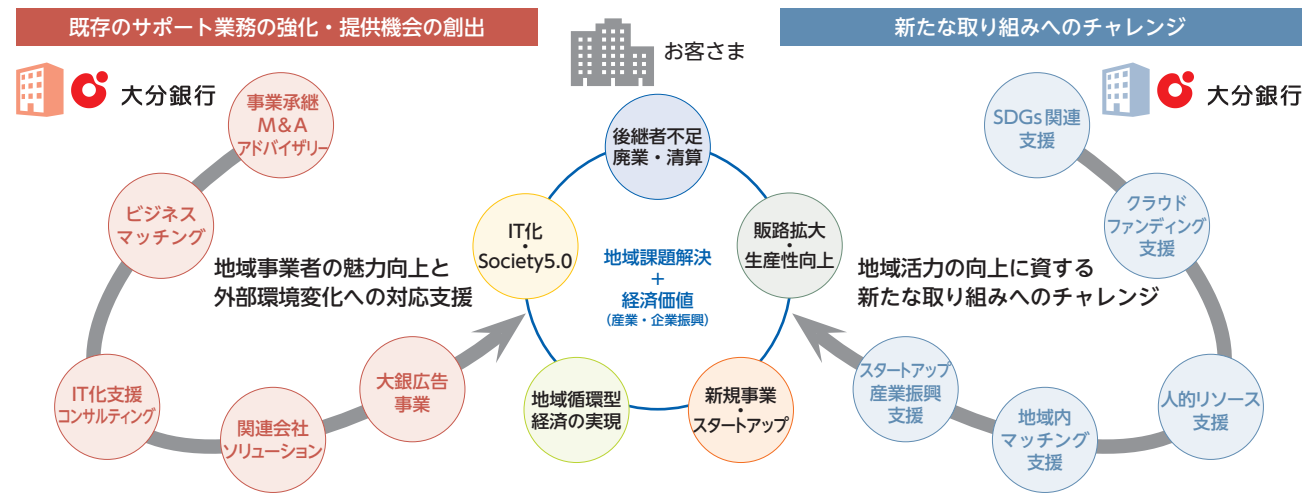 既存のサポート業務の強化・提供機会の創出
大分銀行
事業承継
M&A
アドバイザリー
ビジネス
マッチング
地域事業者の魅力向上と
外部環境変化への対応支援
IT化支援
コンサルティング
関連会社
ソリューション
大銀広告
事業
お客さま
後継者不足
廃業・清算
IT化
・
Society5.0
販路拡大
・
生産性向上
地域課題解決
+
経済価値
(産業・企業振興)
地域循環型
経済の実現
新規事業
・
スタートアップ
新たな取り組みへのチャレンジ
大分銀行
SDGs関連
支援
クラウド
ファンディング
支援
地域活力の向上に資する
新たな取り組みへのチャレンジ
スタートアップ
産業振興
支援
地域内
マッチング
支援
人的リソース
支援